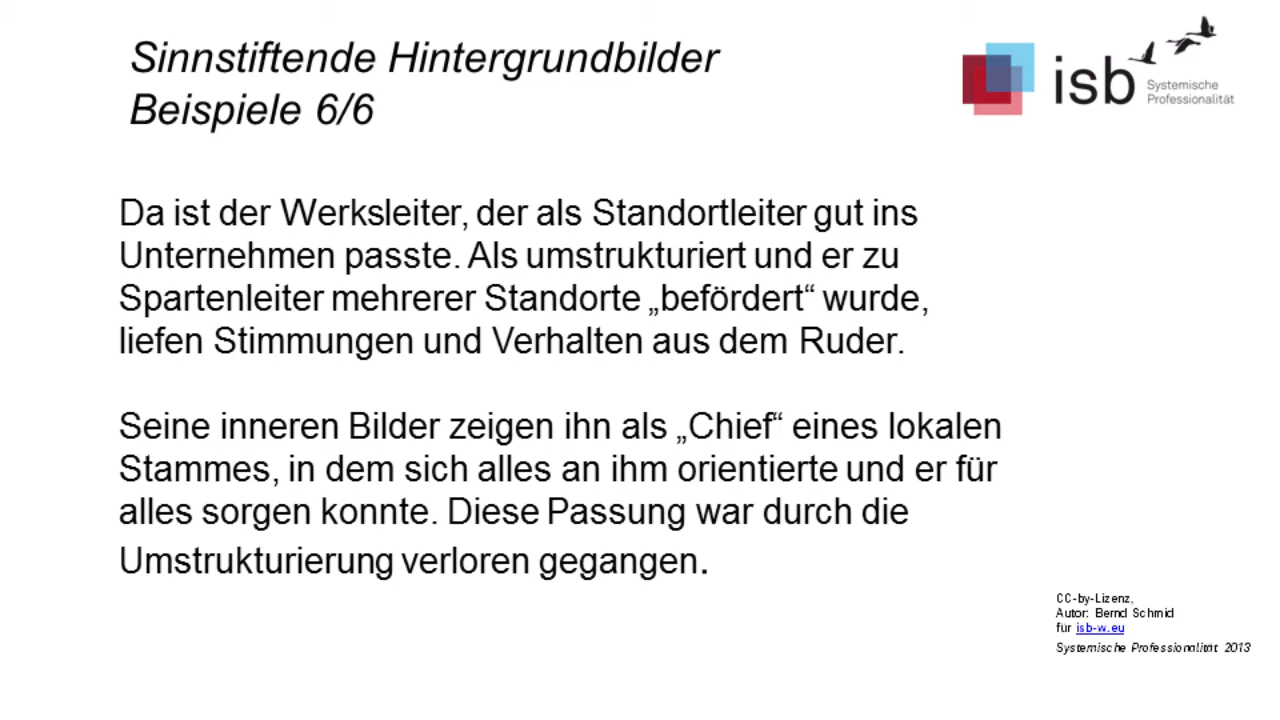 Sinnstiftende Hintergrundbilder
Beispiele 6/6
isb
Systemische
Professionalität
Da ist der Werksleiter, der als Standortleiter gut ins
Unternehmen passte. Als umstrukturiert und er zu
Spartenleiter mehrerer Standorte „befördert“ wurde,
liefen Stimmungen und Verhalten aus dem Ruder.
Seine inneren Bilder zeigen ihn als „Chief“ eines lokalen
Stammes, in dem sich alles an ihm orientierte und er für
alles sorgen konnte. Diese Passung war durch die
Umstrukturierung verloren gegangen.
CC-by-Lizenz,
Autor: Bernd Schmid
für isb-w.eu
Systemische Professionalität 2013